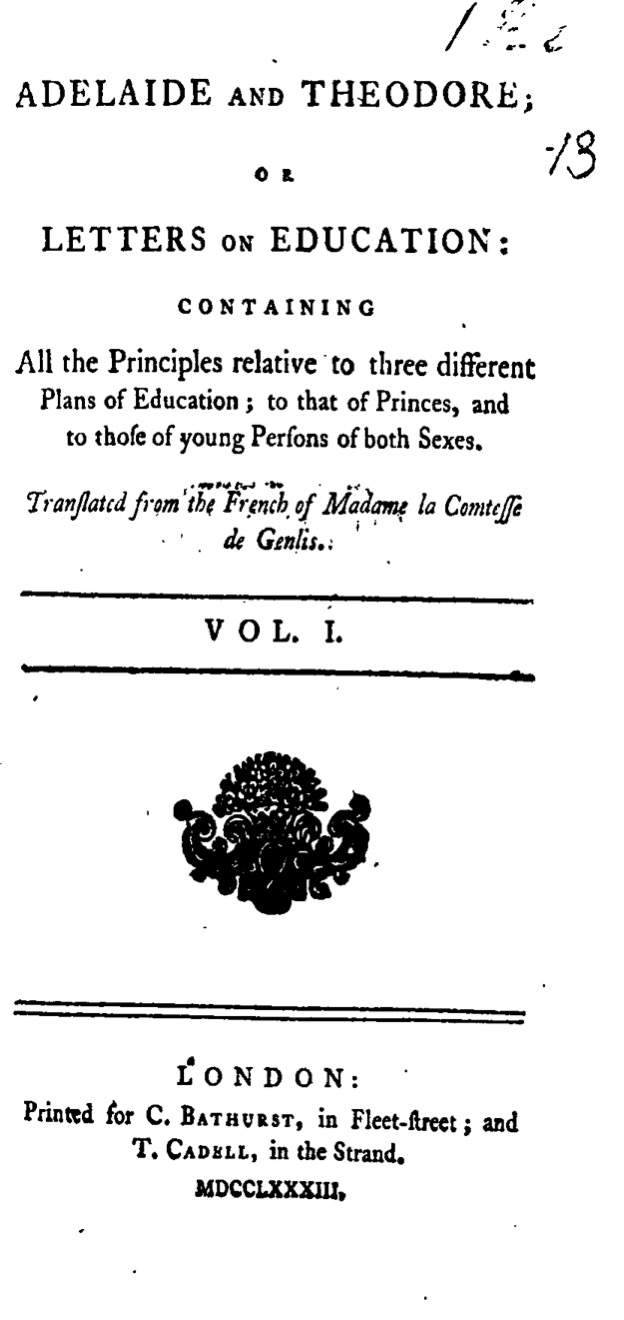 ADELAIDE AND THEODORE;
13
OR
LETTERS ON EDUCATION:
CONTAINING
All the Principles relative to three different
Plans of Education; to that of Princes, and
to thoſe of young Perſons of both Sexes.
Tranſlated from the French of Madame la Comteſſe
de Genlis.
VOL. I.
LONDON:
Printed for C. BATHURST, in Fleet-ſtreet; and
T. CADELL, in the Strand.
MDCCLXXXIII.